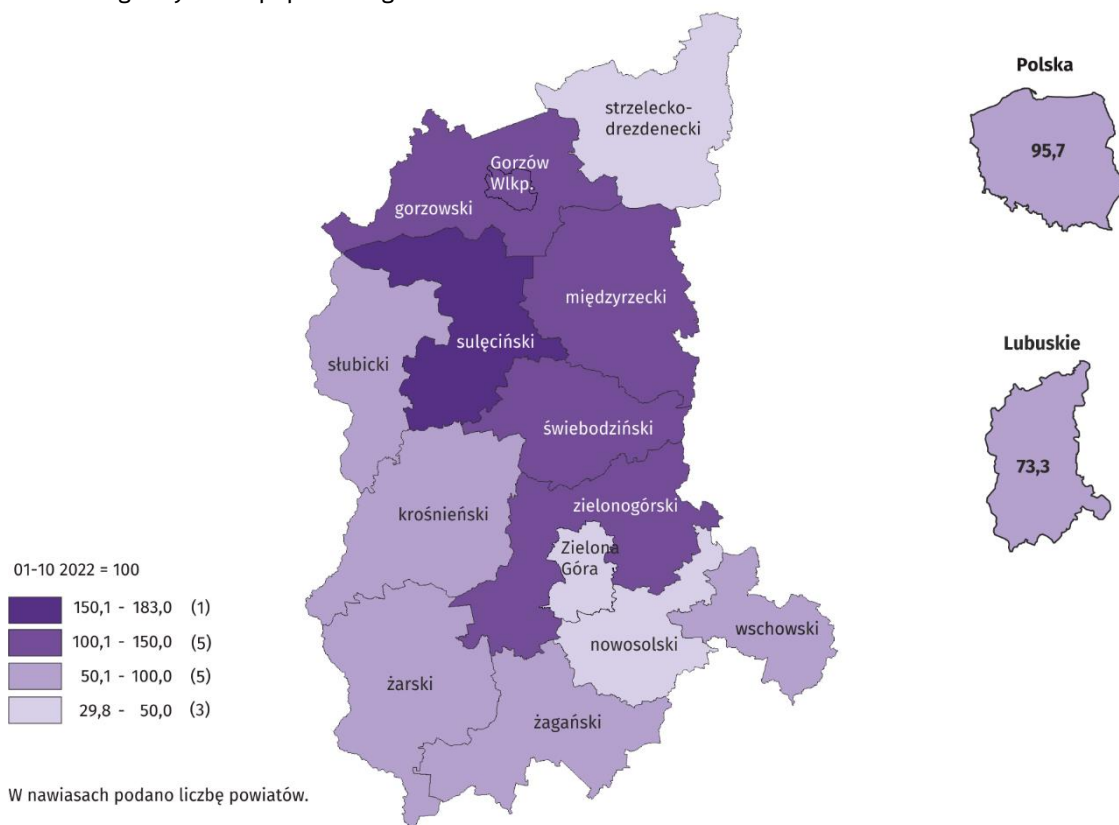 strzelecko-
drezdenecki
Polska
95,7
Gorzów
Wlkp.
gorzowski
międzyrzecki
sulęciński
słubicki
Lubuskie
73,3
świebodziński
krośnieński
zielonogórski
Zielona
Góra
nowosolski
wschowski
żarski
żagański
01-10 2022 = 100
150,1 - 183,0 (1)
100,1 - 150,0 (5)
50,1 - 100,0 (5)
29,8 - 50,0 (3)
W nawiasach podano liczbę powiatów.